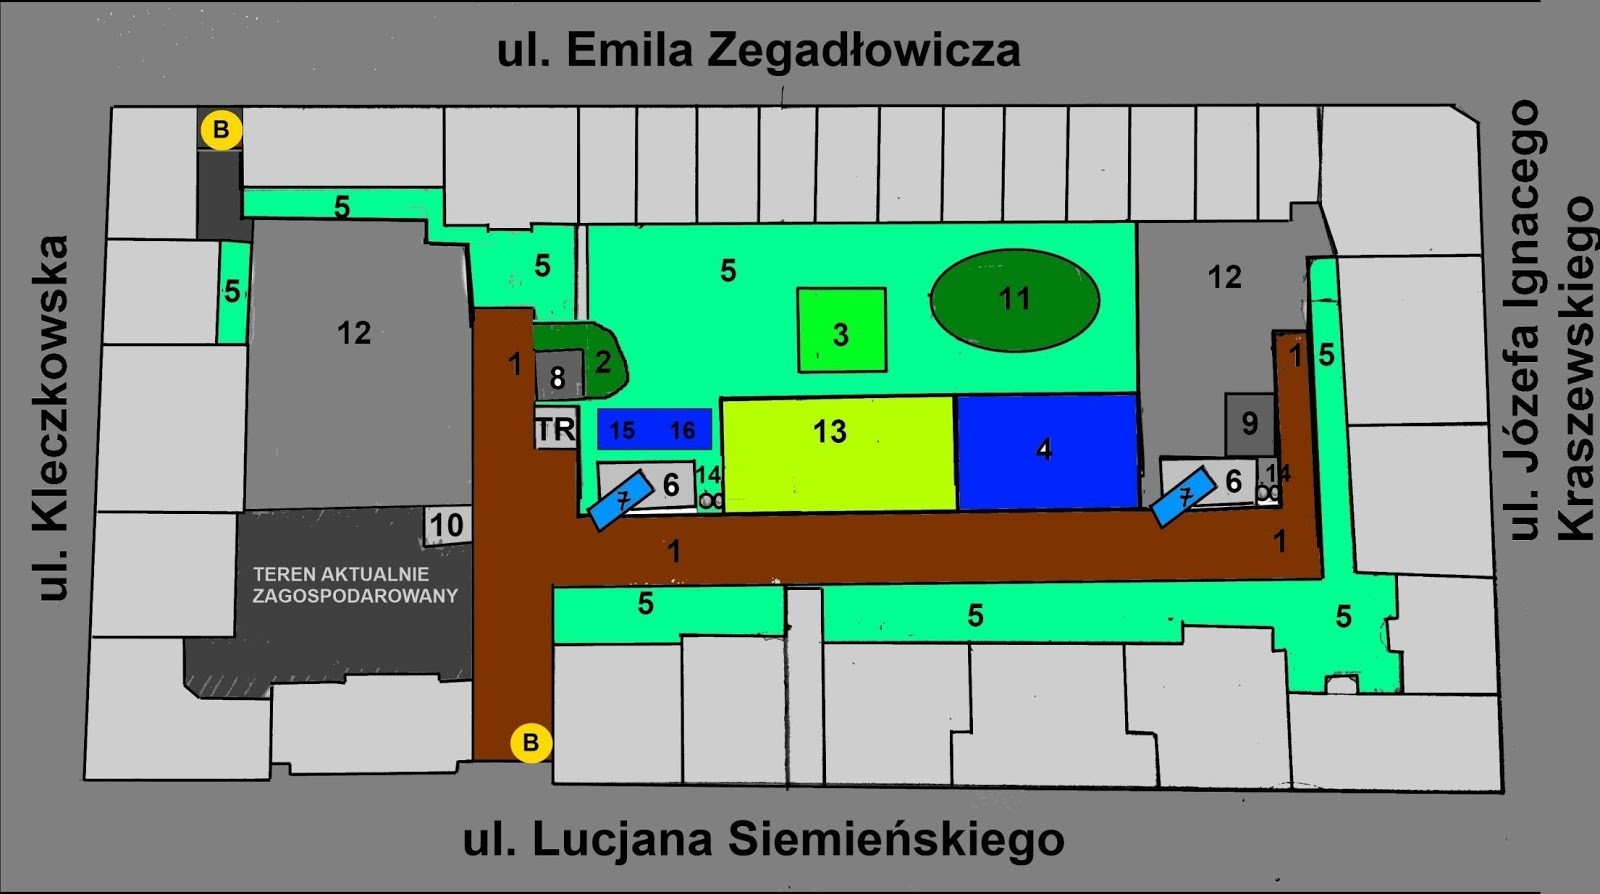 ul. Emila Zegadłowicza
B
5
5
5
5
12
12
11
3
1
8
2
1
5
TR
15 16
13
4
9
6
14
7
6
14
7
10
1
1
TEREN AKTUALNIE
ZAGOSPODAROWANY
5
5
5
B
ul. Kleczkowska
ul. Józefa Ignacego
Kraszewskiego
ul. Lucjana Siemieńskiego